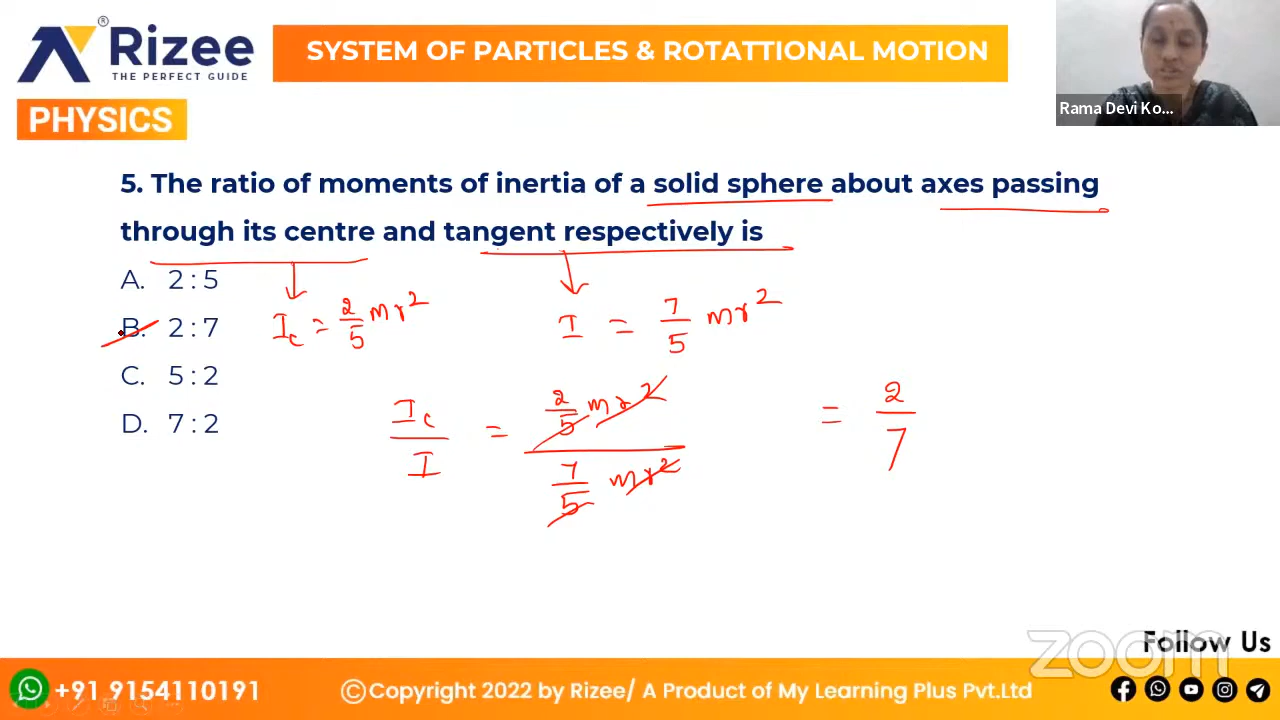 Rizee®
THE PERFECT GUIDE
SYSTEM OF PARTICLES & ROTATTIONAL MOTION
Rama Devi Ko...
PHYSICS
5. The ratio of moments of inertia of a solid sphere about axes passing
through its centre and tangent respectively is
A. 2 : 5
B. 2 : 7
C. 5 : 2
D. 7 : 2
I_c = 2/5 mr²
I = 7/5 mr²
I_c/I = 2/5 mr² / 7/5 mr² = 2/7
Follow Us
zoom
+91 9154110191
©Copyright 2022 by Rizee/ A Product of My Learning Plus Pvt.Ltd